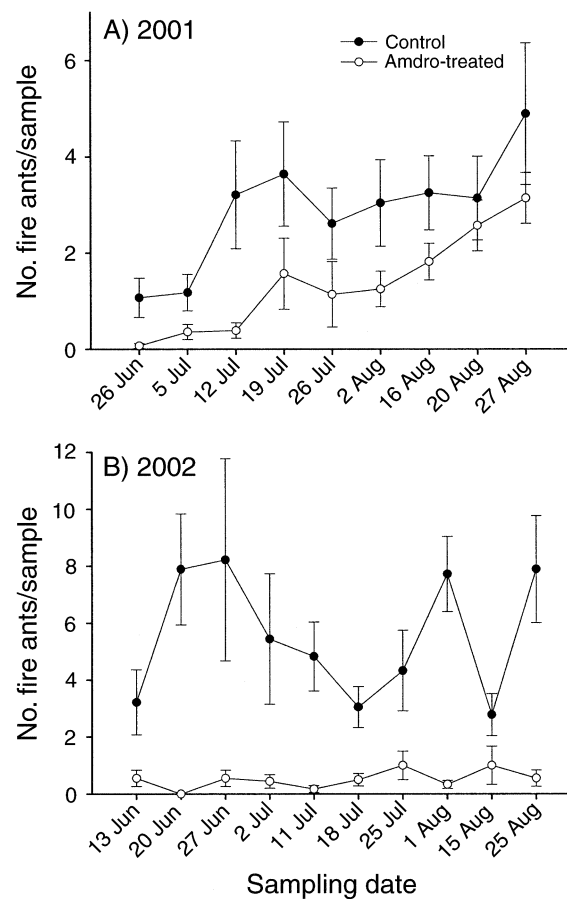 A) 2001
Control
Amdro-treated
No. fire ants/sample
6
4
2
0
26 Jun
5 Jul
12 Jul
19 Jul
26 Jul
2 Aug
16 Aug
20 Aug
27 Aug
B) 2002
No. fire ants/sample
12
10
8
6
4
2
0
13 Jun
20 Jun
27 Jun
2 Jul
11 Jul
18 Jul
25 Jul
1 Aug
15 Aug
25 Aug
Sampling date